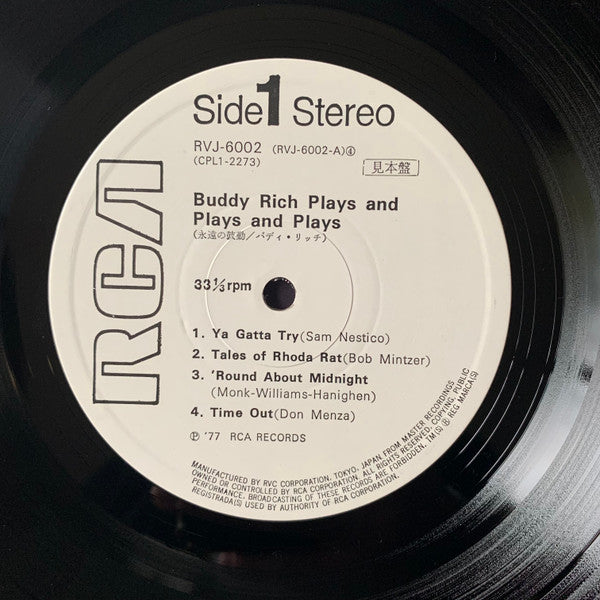 RCA
Side 1 Stereo
RVJ-6002 (RVJ-6002-A)④
(CPL1-2273)
見本盤
Buddy Rich Plays and
Plays and Plays
(永遠の鼓動/バディ・リッチ)
33⅓rpm
1. Ya Gatta Try(Sam Nestico)
2. Tales of Rhoda Rat(Bob Mintzer)
3. 'Round About Midnight
(Monk-Williams-Hanighen)
4. Time Out(Don Menza)
Ⓟ '77 RCA RECORDS
MANUFACTURED BY RVC CORPORATION, TOKYO, JAPAN FROM MASTER RECORDINGS
OWNED OR CONTROLLED BY RCA CORPORATION. ALL RIGHTS RESERVED. COPYING, PUBLIC
PERFORMANCE, BROADCASTING OF THESE RECORDS ARE FORBIDDEN. TM(S) ® REG. MARCA(S)
REGISTRADA(S) USED BY AUTHORITY OF RCA CORPORATION.